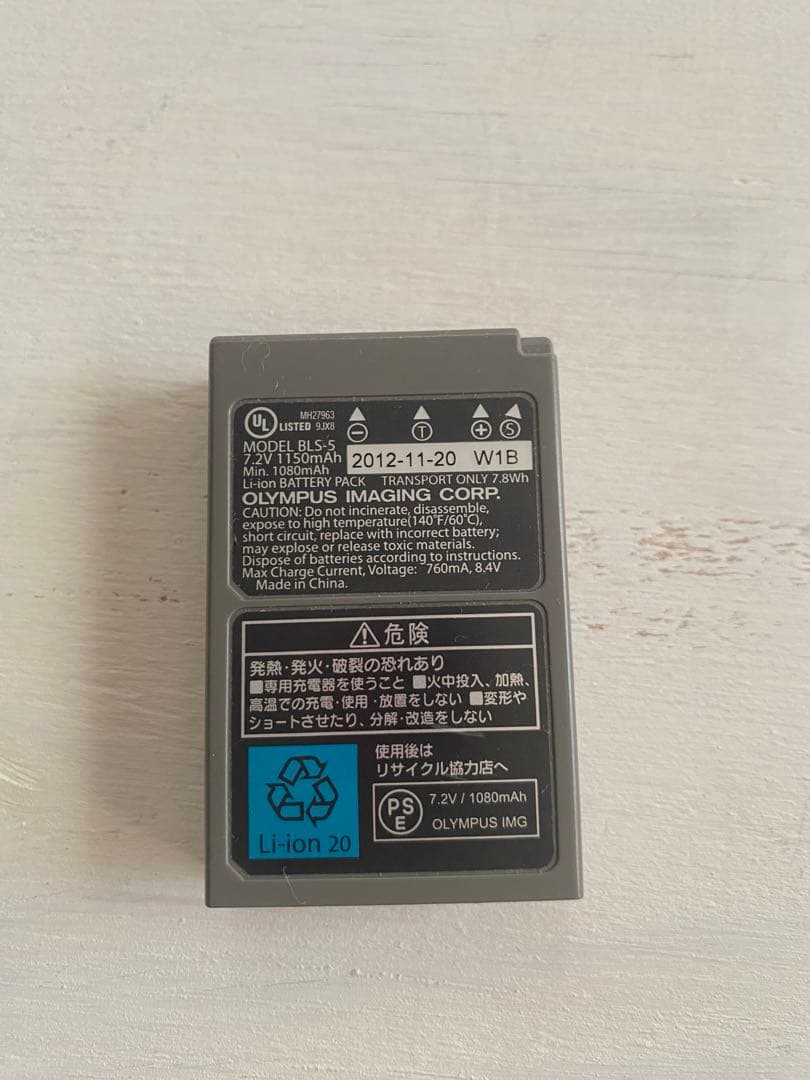 UL LISTED MH27963 9JX8
− T + S
MODEL BLS-5
7.2V 1150mAh
Min. 1080mAh
2012-11-20 W1B
Li-ion BATTERY PACK TRANSPORT ONLY 7.8Wh
OLYMPUS IMAGING CORP.
CAUTION: Do not incinerate, disassemble,
expose to high temperature(140°F/60°C),
short circuit, replace with incorrect battery;
may explode or release toxic materials.
Dispose of batteries according to instructions.
Max Charge Current, Voltage: 760mA, 8.4V
Made in China.
危険
発熱・発火・破裂の恐れあり
■専用充電器を使うこと ■火中投入、加熱、
高温での充電・使用・放置をしない ■変形や
ショートさせたり、分解・改造をしない
使用後は
リサイクル協力店へ
Li-ion 20
PSE
7.2V / 1080mAh
OLYMPUS IMG